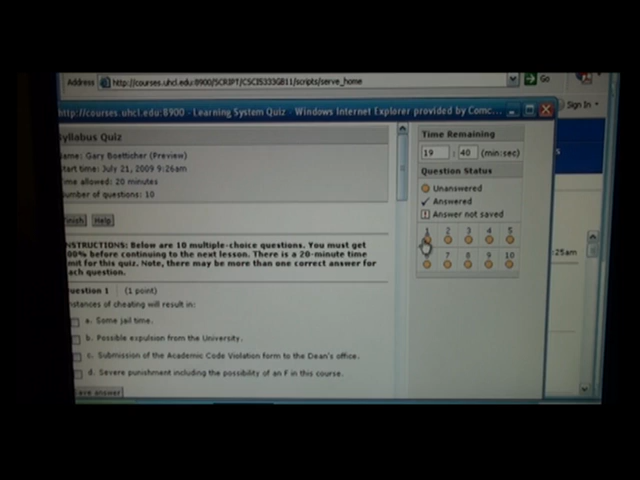 Address http://courses.uhcl.edu:8900/SCRIPT/CSCI5333GB11/scripts/serve_home Go
Sign In
http://courses.uhcl.edu:8900 - Learning System Quiz - Windows Internet Explorer provided by Comc...
Syllabus Quiz
Name: Gary Boetticher (Preview)
Start time: July 21, 2009 9:26am
Time allowed: 20 minutes
Number of questions: 10
Finish Help
INSTRUCTIONS: Below are 10 multiple-choice questions. You must get
100% before continuing to the next lesson. There is a 20-minute time
limit for this quiz. Note, there may be more than one correct answer for
each question.
Question 1 (1 point)
Instances of cheating will result in:
a. Some jail time.
b. Possible expulsion from the University.
c. Submission of the Academic Code Violation form to the Dean's office.
d. Severe punishment including the possibility of an F in this course.
Save answer
Time Remaining
19 : 40 (min:sec)
Question Status
Unanswered
Answered
Answer not saved
1 2 3 4 5
7 8 9 10
:25am